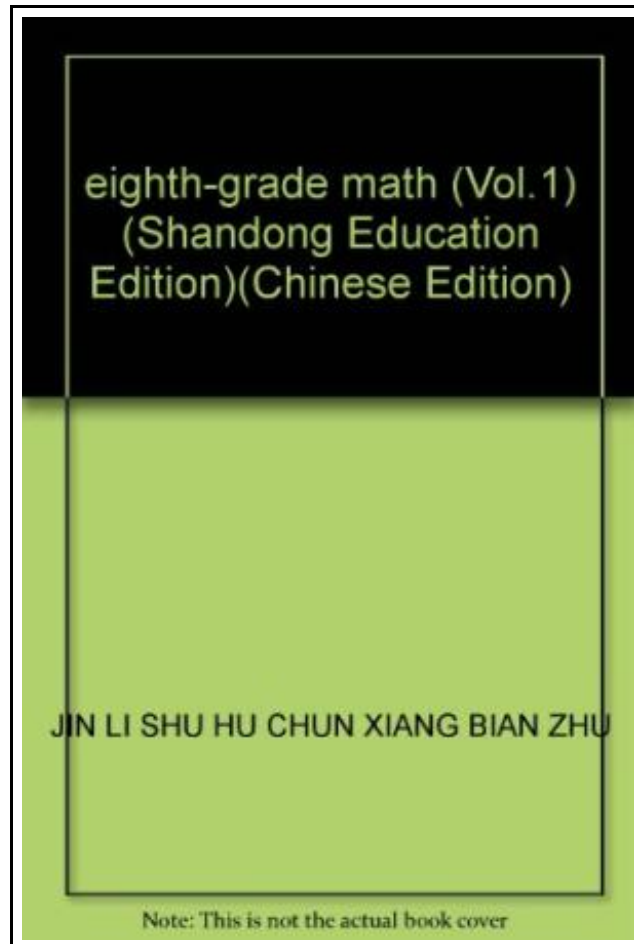 eighth-grade math (Vol.1)
(Shandong Education
Edition)(Chinese Edition)
JIN LI SHU HU CHUN XIANG BIAN ZHU
Note: This is not the actual book cover